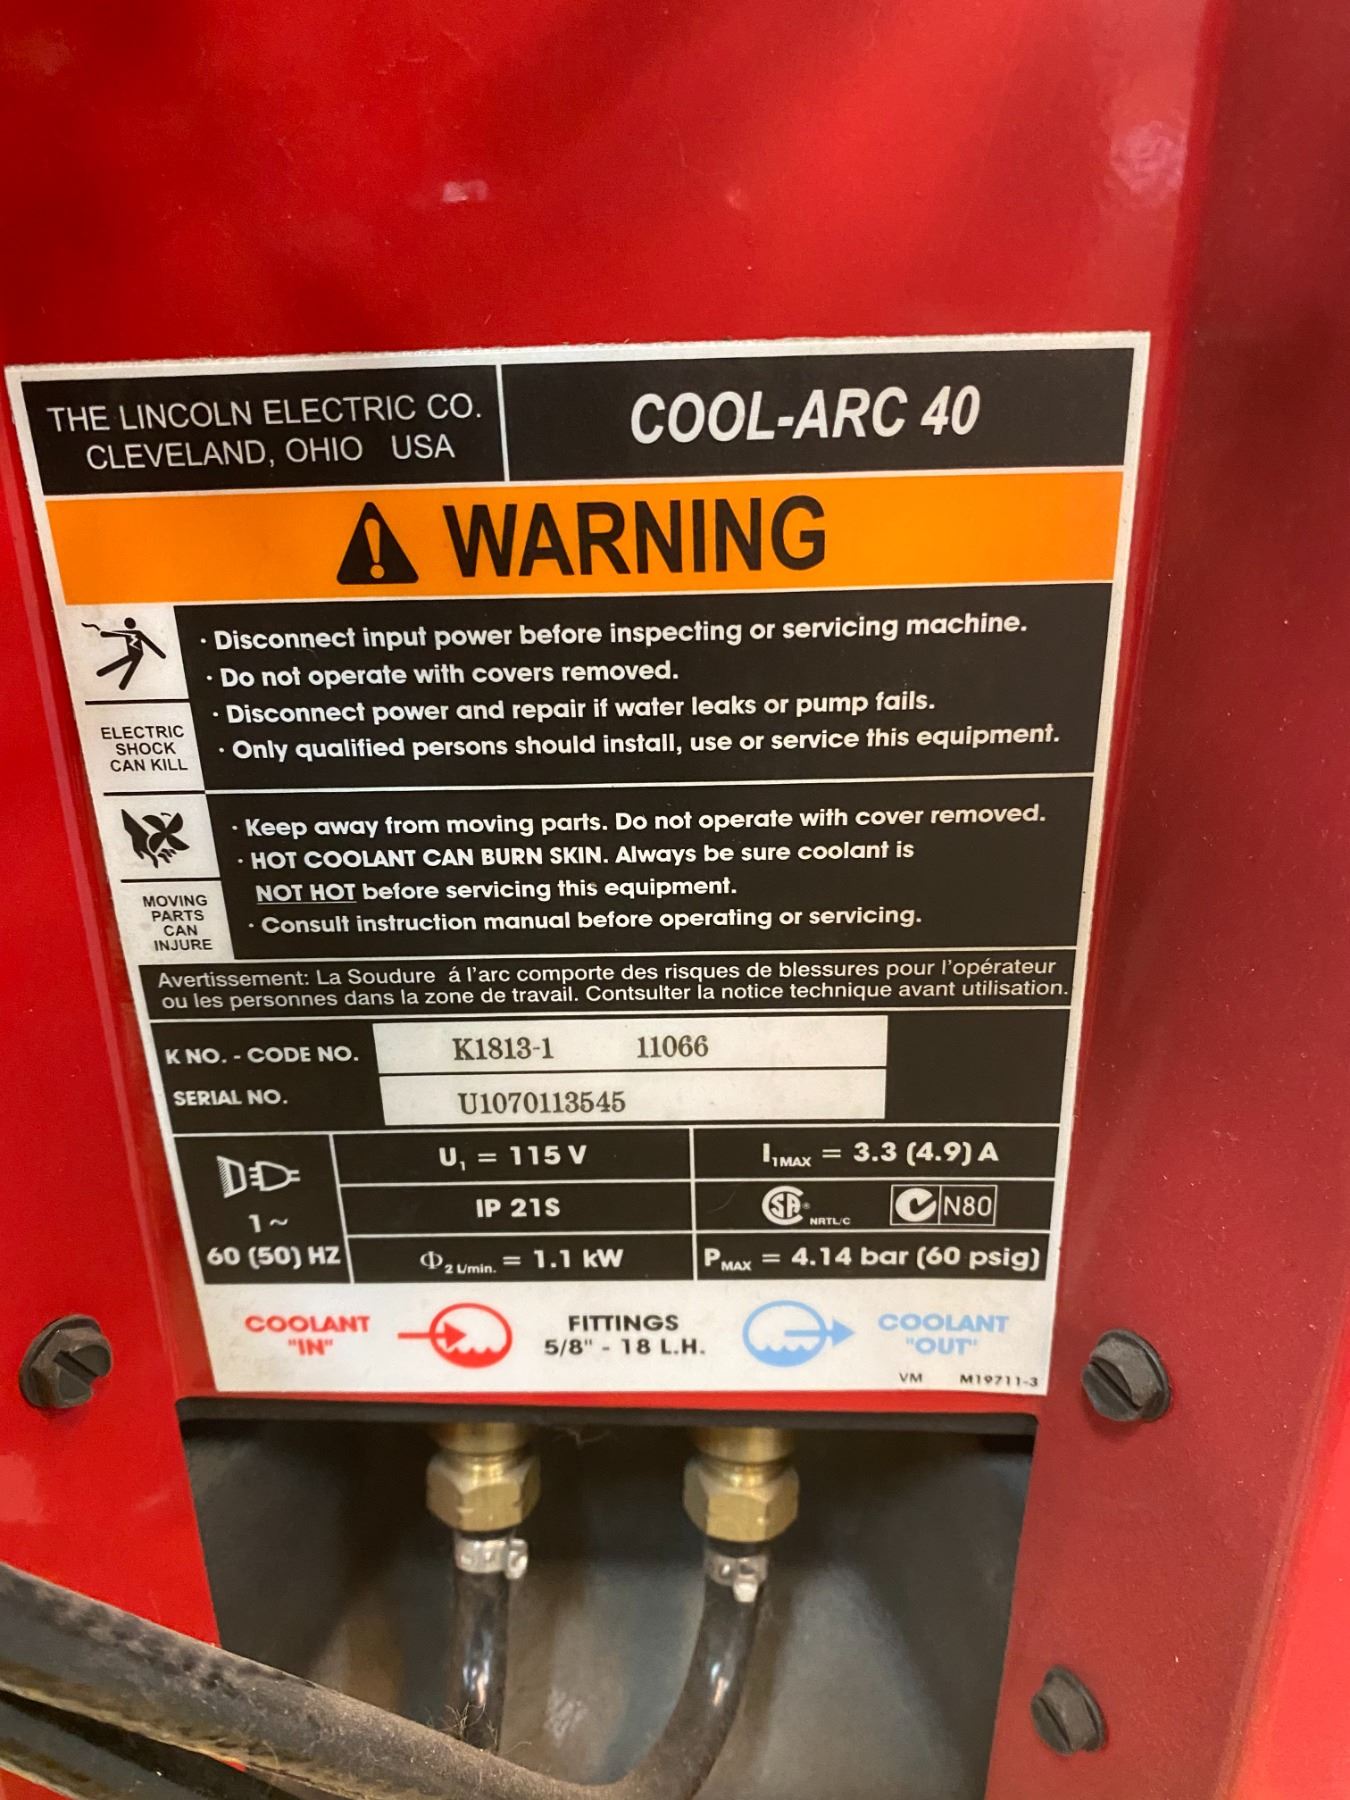 THE LINCOLN ELECTRIC CO.
CLEVELAND, OHIO USA
COOL-ARC 40
WARNING
· Disconnect input power before inspecting or servicing machine.
· Do not operate with covers removed.
· Disconnect power and repair if water leaks or pump fails.
· Only qualified persons should install, use or service this equipment.
ELECTRIC
SHOCK
CAN KILL
· Keep away from moving parts. Do not operate with cover removed.
· HOT COOLANT CAN BURN SKIN. Always be sure coolant is
NOT HOT before servicing this equipment.
· Consult instruction manual before operating or servicing.
MOVING
PARTS
CAN
INJURE
Avertissement: La Soudure á l'arc comporte des risques de blessures pour l'opérateur
ou les personnes dans la zone de travail. Contsulter la notice technique avant utilisation.
K NO. - CODE NO. K1813-1 11066
SERIAL NO. U1070113545
1~
60 (50) HZ
U₁ = 115 V
I₁MAX = 3.3 (4.9) A
IP 21S
SA® NRTL/C
N80
Φ2 L/min. = 1.1 kW
PMAX = 4.14 bar (60 psig)
COOLANT
"IN"
FITTINGS
5/8" - 18 L.H.
COOLANT
"OUT"
VM M19711-3